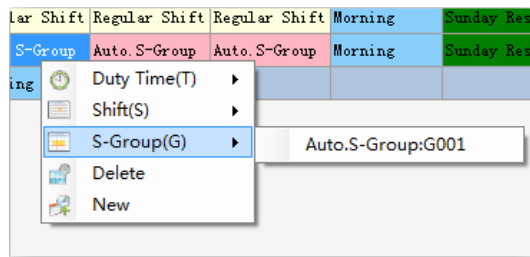 lar Shift Regular Shift Regular Shift Morning Sunday Res
S-Group Auto.S-Group Auto.S-Group Morning Sunday Res
ing
Duty Time(T)
Shift(S)
S-Group(G) Auto.S-Group:G001
Delete
New